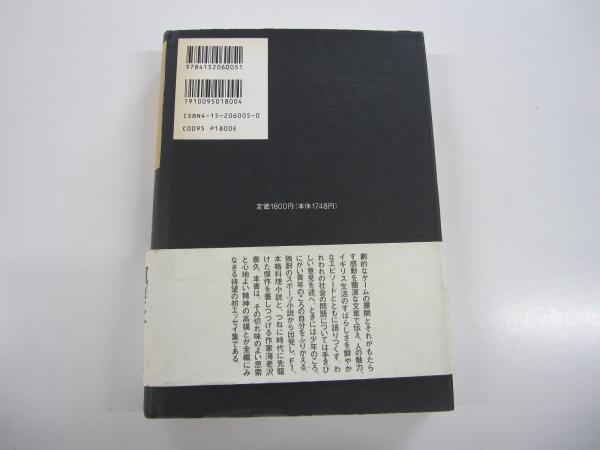 9784152060051
1910095018004
ISBN4-15-206005-0
C0095 P1800E
定価1800円(本体1748円)
劇的なゲームの展開とそれがもたら
す感動を簡潔な文章で伝え、人の魅力、
イギリス生活のすばらしさを鮮やか
なエピソードとともに語りつくす。わ
れわれの社会の問題については手きび
しい意見を述べ、ときには少年のころ、
にがい青年のころの自分をふりかえる。
独創のスポーツ小説から出発し、F1、
本格料理小説と、つねに時代に先駆
けた傑作を著しつづける作家海老沢
泰久。本書は、その切れ味のよい思索
と心地よい精神の高揚とが全編にみ
なぎる待望の初エッセイ集である。